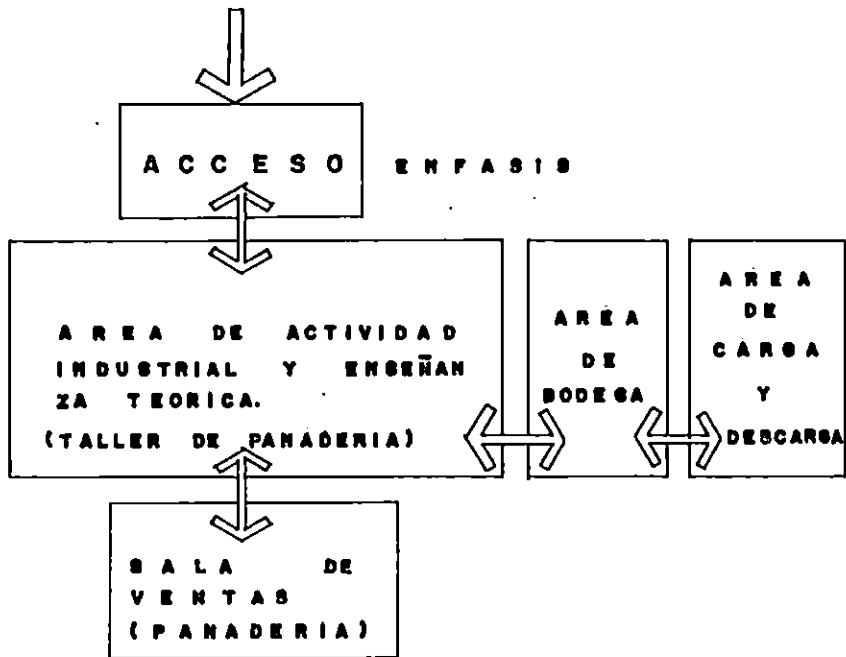 ACCESO
ENFASIS
AREA DE ACTIVIDAD
INDUSTRIAL Y ENSEÑAN
ZA TEORICA.
(TALLER DE PANADERIA)
AREA
DE
BODEGA
AREA
DE
CARGA
Y
DESCARGA
SALA DE
VENTAS
(PANADERIA)